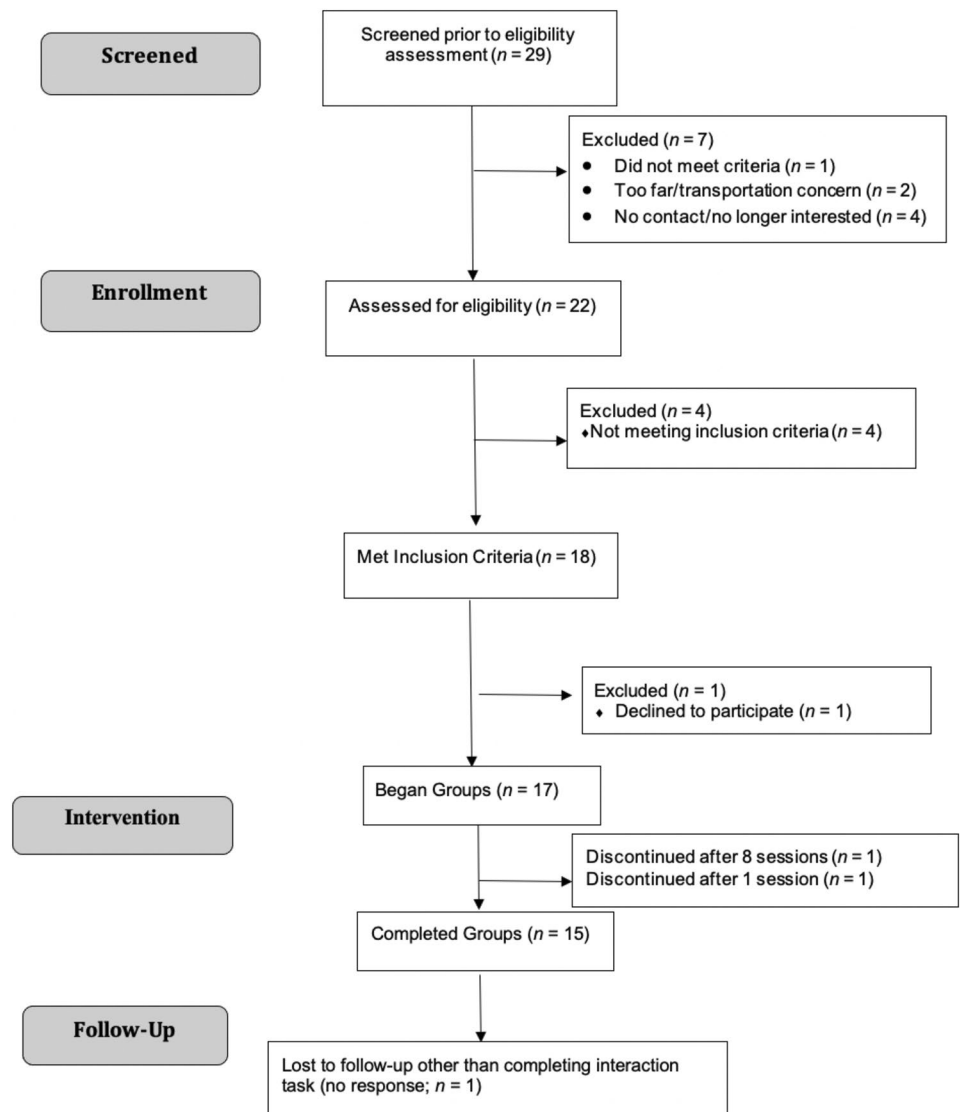 Screened
Screened prior to eligibility
assessment (n = 29)
Excluded (n = 7)
● Did not meet criteria (n = 1)
● Too far/transportation concern (n = 2)
● No contact/no longer interested (n = 4)
Enrollment
Assessed for eligibility (n = 22)
Excluded (n = 4)
♦Not meeting inclusion criteria (n = 4)
Met Inclusion Criteria (n = 18)
Excluded (n = 1)
♦ Declined to participate (n = 1)
Began Groups (n = 17)
Intervention
Discontinued after 8 sessions (n = 1)
Discontinued after 1 session (n = 1)
Completed Groups (n = 15)
Follow-Up
Lost to follow-up other than completing interaction
task (no response; n = 1)